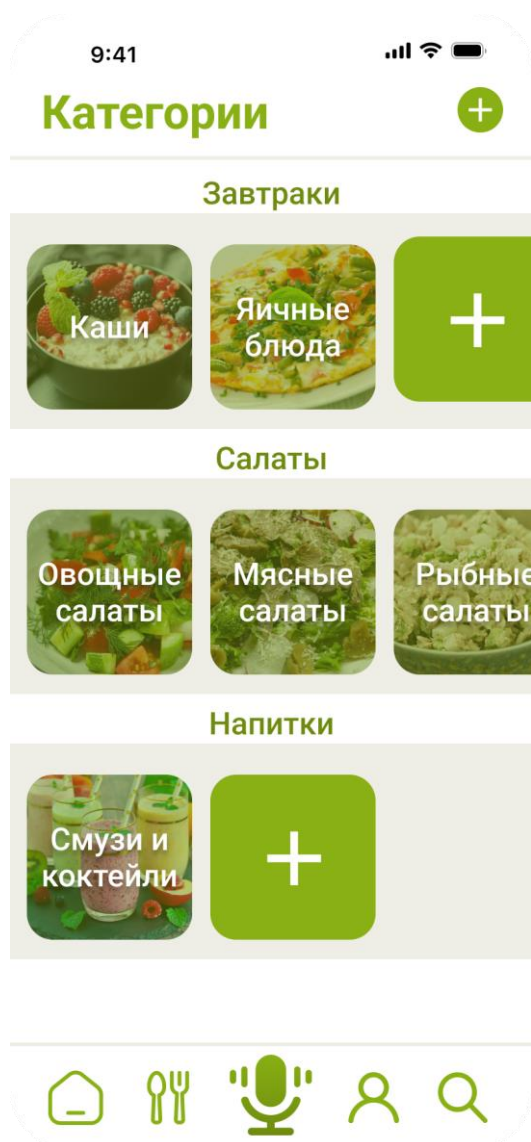 9:41
Категории
Завтраки
Каши
Яичные
блюда
Салаты
Овощные
салаты
Мясные
салаты
Рыбные
салаты
Напитки
Смузи и
коктейли